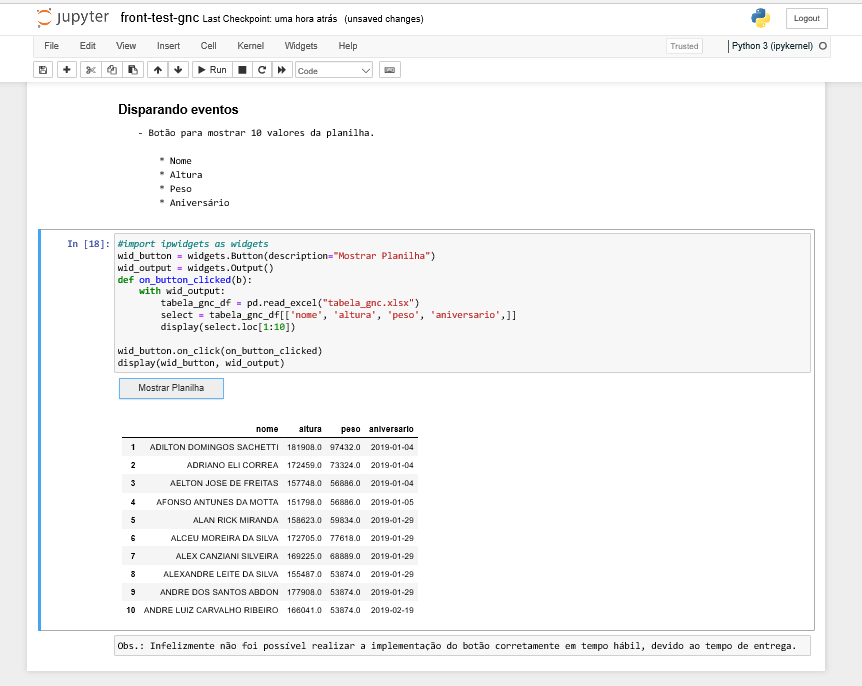 jupyter front-test-gnc Last Checkpoint: uma hora atrás (unsaved changes) Logout
File Edit View Insert Cell Kernel Widgets Help Trusted Python 3 (ipykernel)
Run Code
Disparando eventos
- Botão para mostrar 10 valores da planilha.
* Nome
* Altura
* Peso
* Aniversário
In [18]: #import ipwidgets as widgets
wid_button = widgets.Button(description="Mostrar Planilha")
wid_output = widgets.Output()
def on_button_clicked(b):
with wid_output:
tabela_gnc_df = pd.read_excel("tabela_gnc.xlsx")
select = tabela_gnc_df[['nome', 'altura', 'peso', 'aniversario',]]
display(select.loc[1:10])
wid_button.on_click(on_button_clicked)
display(wid_button, wid_output)
Mostrar Planilha
nome altura peso aniversario
1 ADILTON DOMINGOS SACHETTI 181908.0 97432.0 2019-01-04
2 ADRIANO ELI CORREA 172459.0 73324.0 2019-01-04
3 AELTON JOSE DE FREITAS 157748.0 56886.0 2019-01-04
4 AFONSO ANTUNES DA MOTTA 151798.0 56886.0 2019-01-05
5 ALAN RICK MIRANDA 158623.0 59834.0 2019-01-29
6 ALCEU MOREIRA DA SILVA 172705.0 77618.0 2019-01-29
7 ALEX CANZIANI SILVEIRA 169225.0 68889.0 2019-01-29
8 ALEXANDRE LEITE DA SILVA 155487.0 53874.0 2019-01-29
9 ANDRE DOS SANTOS ABDON 177908.0 53874.0 2019-01-29
10 ANDRE LUIZ CARVALHO RIBEIRO 166041.0 53874.0 2019-02-19
Obs.: Infelizmente não foi possível realizar a implementação do botão corretamente em tempo hábil, devido ao tempo de entrega.